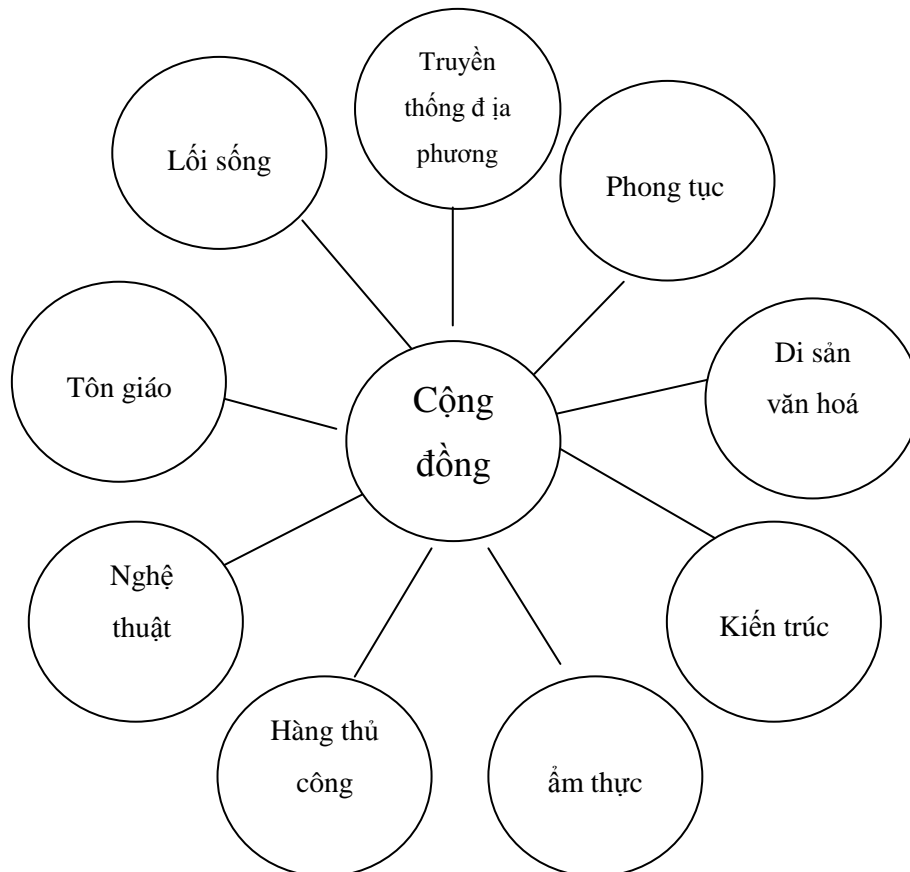 Truyền
thống đ ịa
phương
Lối sống
Phong tục
Di sản
văn hoá
Tôn giáo
Cộng
đồng
Nghệ
thuật
Kiến trúc
Hàng thủ
công
ẩm thực